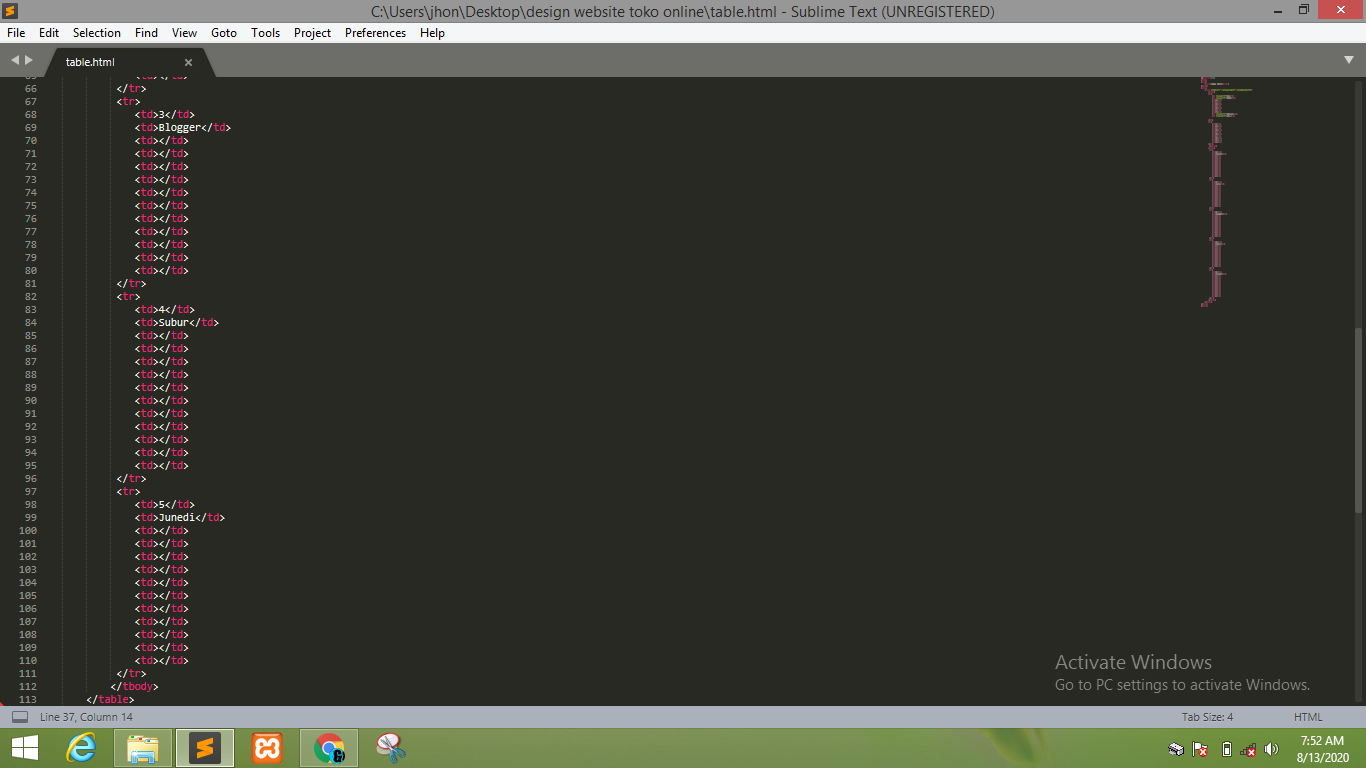 C:\Users\jhon\Desktop\design website toko online\table.html - Sublime Text (UNREGISTERED)
File Edit Selection Find View Goto Tools Project Preferences Help
table.html
65 <td></td>
66 </tr>
67 <tr>
68 <td>3</td>
69 <td>Blogger</td>
70 <td></td>
71 <td></td>
72 <td></td>
73 <td></td>
74 <td></td>
75 <td></td>
76 <td></td>
77 <td></td>
78 <td></td>
79 <td></td>
80 <td></td>
81 </tr>
82 <tr>
83 <td>4</td>
84 <td>Subur</td>
85 <td></td>
86 <td></td>
87 <td></td>
88 <td></td>
89 <td></td>
90 <td></td>
91 <td></td>
92 <td></td>
93 <td></td>
94 <td></td>
95 <td></td>
96 </tr>
97 <tr>
98 <td>5</td>
99 <td>Junedi</td>
100 <td></td>
101 <td></td>
102 <td></td>
103 <td></td>
104 <td></td>
105 <td></td>
106 <td></td>
107 <td></td>
108 <td></td>
109 <td></td>
110 <td></td>
111 </tr>
112 </tbody>
113 </table>
Activate Windows
Go to PC settings to activate Windows.
Line 37, Column 14 Tab Size: 4 HTML
7:52 AM
8/13/2020